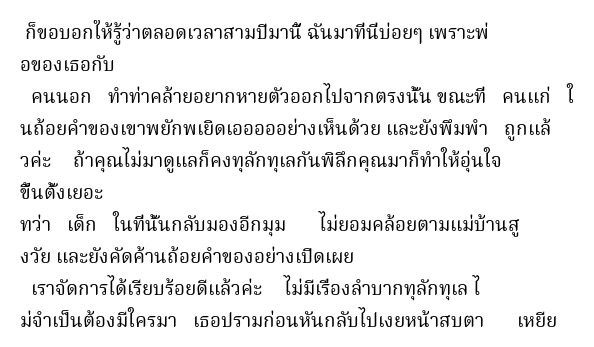 ก็ขอบอกให้รู้ว่าตลอดเวลาสามปีมานี้ ฉันมาที่นี่บ่อยๆ เพราะพ่
อของเธอกับ
คนนอก ทำท่าคล้ายอยากหายตัวออกไปจากตรงนั้น ขณะที่ คนแก่ ใ
นถ้อยคำของเขาพยักพเยิดเอออออย่างเห็นด้วย และยังพึมพำ ถูกแล้
วค่ะ ถ้าคุณไม่มาดูแลก็คงทุลักทุเลกันพิลึกคุณมาก็ทำให้อุ่นใจ
ขึ้นตั้งเยอะ
ทว่า เด็ก ในที่นั้นกลับมองอีกมุม ไม่ยอมคล้อยตามแม่บ้านสู
งวัย และยังคัดค้านถ้อยคำของอย่างเปิดเผย
เราจัดการได้เรียบร้อยดีแล้วค่ะ ไม่มีเรื่องลำบากทุลักทุเล ไ
ม่จำเป็นต้องมีใครมา เธอปรามก่อนหันกลับไปเงยหน้าสบตา เหยีย